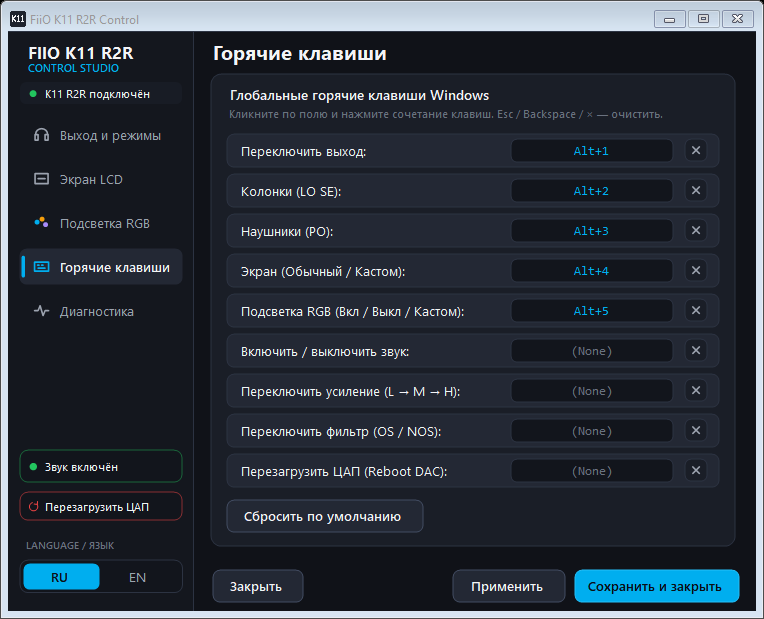 K11 FiiO K11 R2R Control
FIIO K11 R2R
CONTROL STUDIO
K11 R2R подключён
Выход и режимы
Экран LCD
Подсветка RGB
Горячие клавиши
Диагностика
Звук включён
Перезагрузить ЦАП
LANGUAGE / ЯЗЫК
RU EN
Горячие клавиши
Глобальные горячие клавиши Windows
Кликните по полю и нажмите сочетание клавиш. Esc / Backspace / × — очистить.
Переключить выход: Alt+1 ✕
Колонки (LO SE): Alt+2 ✕
Наушники (PO): Alt+3 ✕
Экран (Обычный / Кастом): Alt+4 ✕
Подсветка RGB (Вкл / Выкл / Кастом): Alt+5 ✕
Включить / выключить звук: (None) ✕
Переключить усиление (L → M → H): (None) ✕
Переключить фильтр (OS / NOS): (None) ✕
Перезагрузить ЦАП (Reboot DAC): (None) ✕
Сбросить по умолчанию
Закрыть Применить Сохранить и закрыть